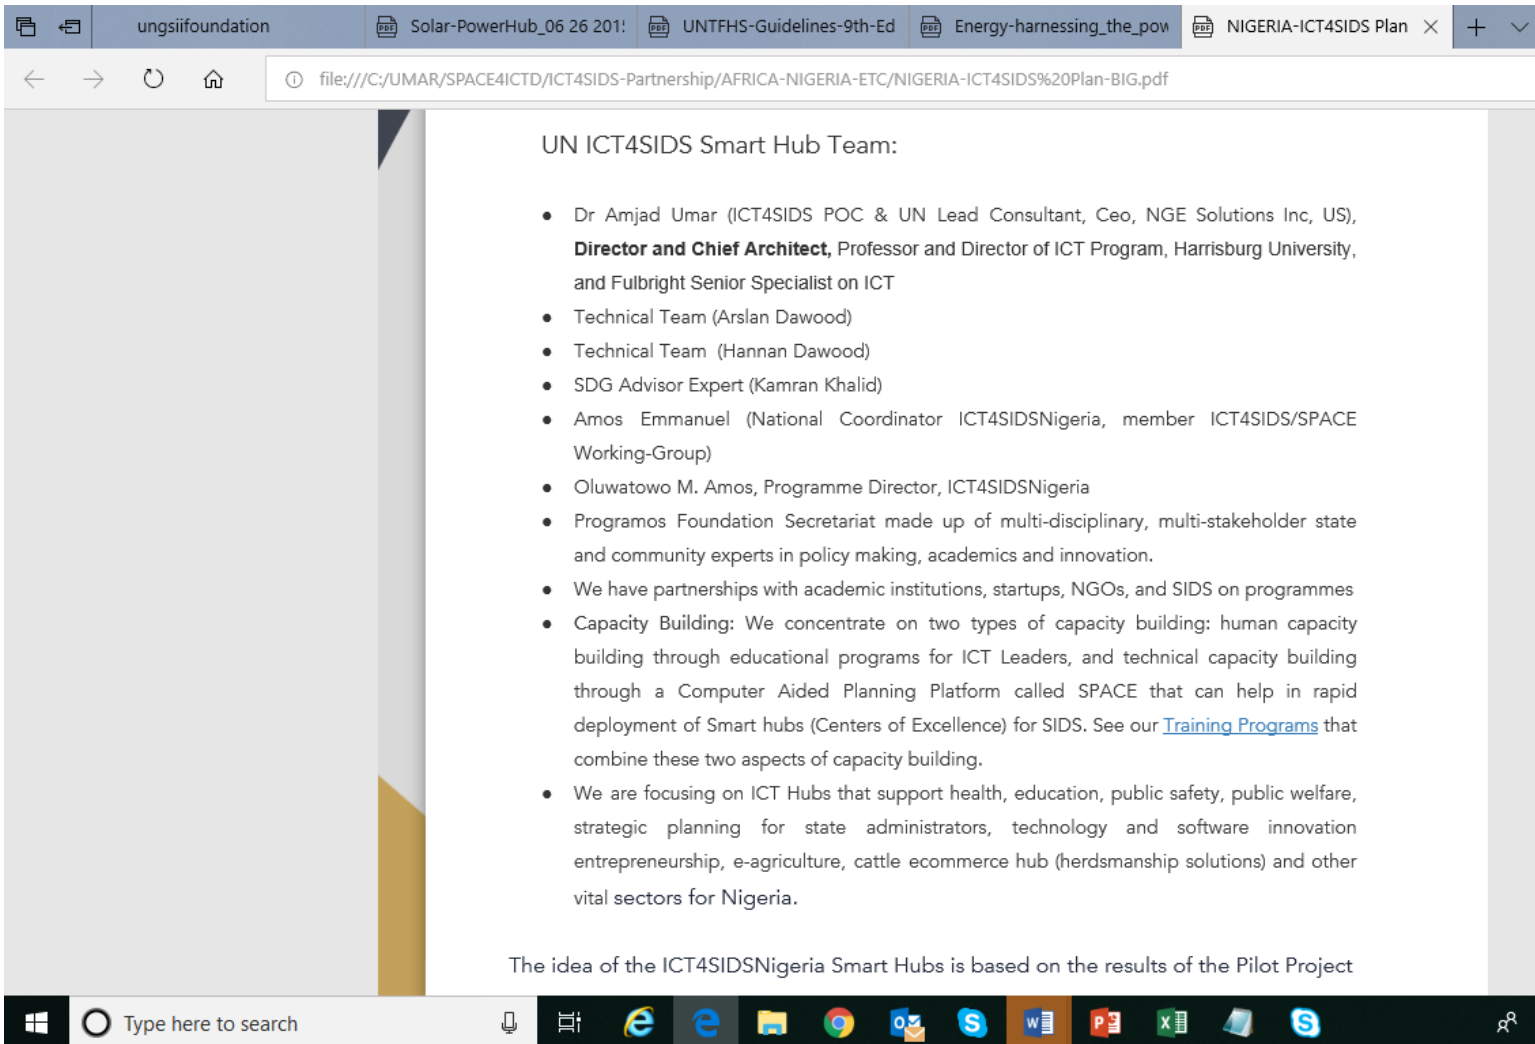 ungsiifoundation
Solar-PowerHub_06 26 201
UNTFHS-Guidelines-9th-Ed
Energy-harnessing_the_pow
NIGERIA-ICT4SIDS Plan
file:///C:/UMAR/SPACE4ICTD/ICT4SIDS-Partnership/AFRICA-NIGERIA-ETC/NIGERIA-ICT4SIDS%20Plan-BIG.pdf
UN ICT4SIDS Smart Hub Team:
● Dr Amjad Umar (ICT4SIDS POC & UN Lead Consultant, Ceo, NGE Solutions Inc, US),
Director and Chief Architect, Professor and Director of ICT Program, Harrisburg University,
and Fulbright Senior Specialist on ICT
● Technical Team (Arslan Dawood)
● Technical Team (Hannan Dawood)
● SDG Advisor Expert (Kamran Khalid)
● Amos Emmanuel (National Coordinator ICT4SIDSNigeria, member ICT4SIDS/SPACE
Working-Group)
● Oluwatowo M. Amos, Programme Director, ICT4SIDSNigeria
● Programos Foundation Secretariat made up of multi-disciplinary, multi-stakeholder state
and community experts in policy making, academics and innovation.
● We have partnerships with academic institutions, startups, NGOs, and SIDS on programmes
● Capacity Building: We concentrate on two types of capacity building: human capacity
building through educational programs for ICT Leaders, and technical capacity building
through a Computer Aided Planning Platform called SPACE that can help in rapid
deployment of Smart hubs (Centers of Excellence) for SIDS. See our Training Programs that
combine these two aspects of capacity building.
● We are focusing on ICT Hubs that support health, education, public safety, public welfare,
strategic planning for state administrators, technology and software innovation
entrepreneurship, e-agriculture, cattle ecommerce hub (herdsmanship solutions) and other
vital sectors for Nigeria.
The idea of the ICT4SIDSNigeria Smart Hubs is based on the results of the Pilot Project
Type here to search